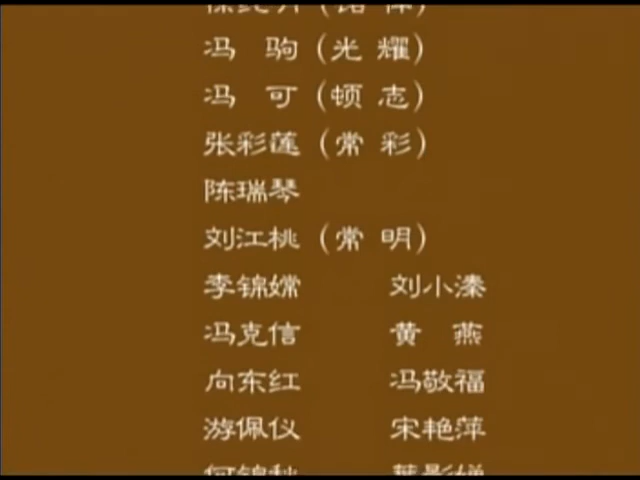 冯 驹（光 耀）
冯 可（顿 志）
张彩莲（常 彩）
陈瑞琴
刘江桃（常 明）
李锦嫦 刘小溱
冯克信 黄 燕
向东红 冯敬福
游佩仪 宋艳萍